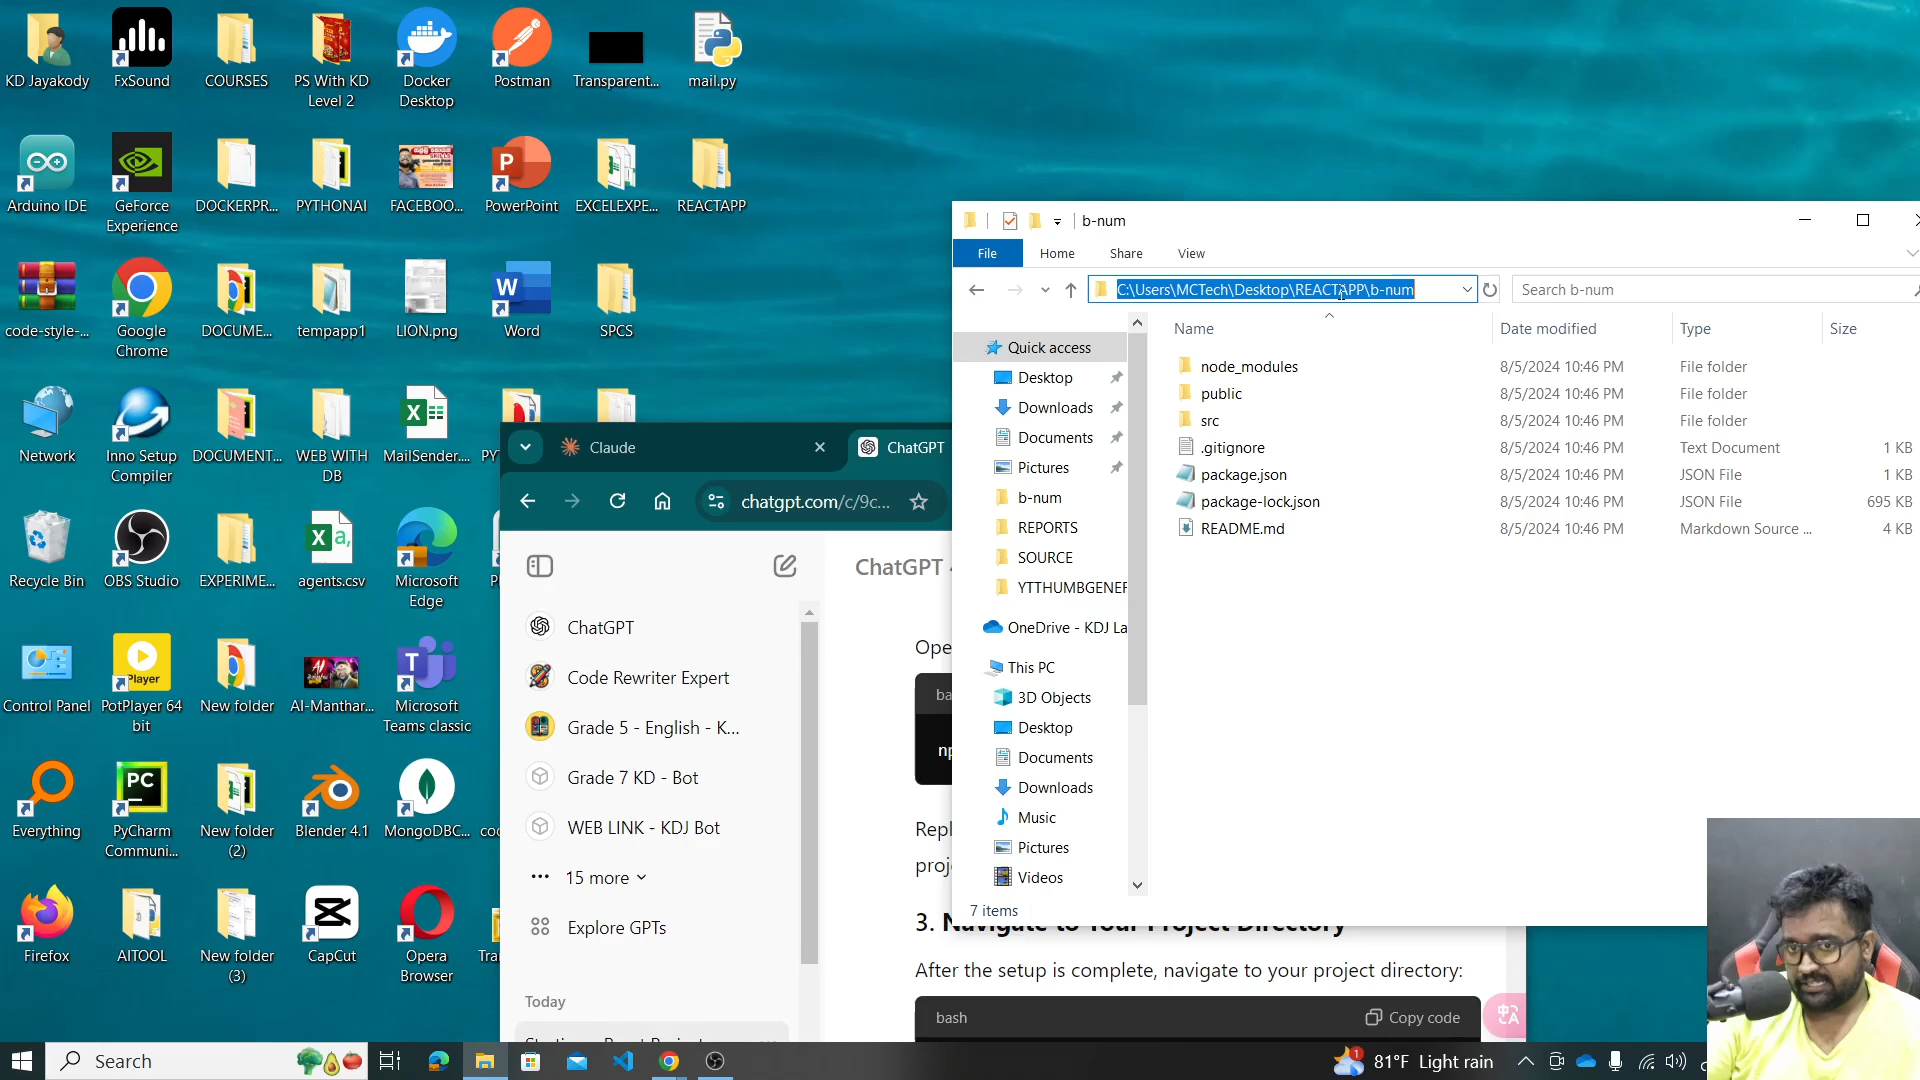 KD Jayakody
FxSound
COURSES
PS With KD
Level 2
Docker
Desktop
Postman
Transparent...
mail.py
Arduino IDE
GeForce
Experience
DOCKERPR...
PYTHONAI
FACEBOO...
PowerPoint
EXCELEXPE...
REACTAPP
code-style-...
Google
Chrome
DOCUME...
tempapp1
LION.png
Word
SPCS
Network
Inno Setup
Compiler
DOCUMENT...
WEB WITH
DB
MailSender....
Recycle Bin
OBS Studio
EXPERIME...
agents.csv
Microsoft
Edge
Control Panel
PotPlayer 64
bit
New folder
AI-Manthar...
Microsoft
Teams classic
Everything
PyCharm
Communi...
New folder
(2)
Blender 4.1
MongoDBC...
Firefox
AITOOL
New folder
(3)
CapCut
Opera
Browser
Claude
ChatGPT
chatgpt.com/c/9c...
ChatGPT
Code Rewriter Expert
Grade 5 - English - K...
Grade 7 KD - Bot
WEB LINK - KDJ Bot
15 more
Explore GPTs
Today
ChatGPT
Ope
ba
np
Repl
proj
3. Navigate to Your Project Directory
After the setup is complete, navigate to your project directory:
bash
Copy code
b-num
File
Home
Share
View
C:\Users\MCTech\Desktop\REACTAPP\b-num
Search b-num
Name
Date modified
Type
Size
node_modules 8/5/2024 10:46 PM File folder
public 8/5/2024 10:46 PM File folder
src 8/5/2024 10:46 PM File folder
.gitignore 8/5/2024 10:46 PM Text Document 1 KB
package.json 8/5/2024 10:46 PM JSON File 1 KB
package-lock.json 8/5/2024 10:46 PM JSON File 695 KB
README.md 8/5/2024 10:46 PM Markdown Source ... 4 KB
Quick access
Desktop
Downloads
Documents
Pictures
b-num
REPORTS
SOURCE
YTTHUMBGENER
OneDrive - KDJ La
This PC
3D Objects
Desktop
Documents
Downloads
Music
Pictures
Videos
7 items
Search
81°F Light rain